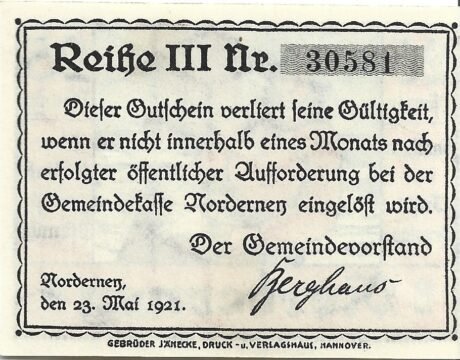 Reihe III Nr. 30581
Dieser Gutschein verliert seine Gültigkeit,
wenn er nicht innerhalb eines Monats nach
erfolgter öffentlicher Aufforderung bei der
Gemeindekasse Norderney eingelöst wird.
Der Gemeindevorstand
Norderney,
den 23. Mai 1921.
Berghaus
GEBRÜDER JÄNECKE, DRUCK- u. VERLAGSHAUS, HANNOVER.